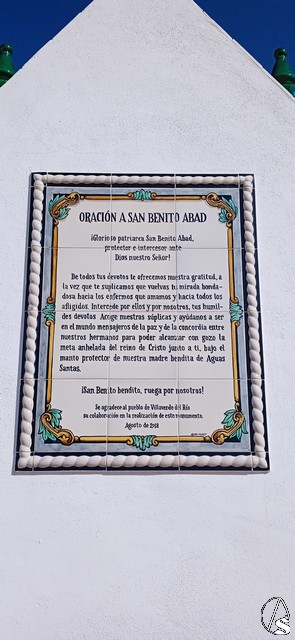 ORACIÓN A SAN BENITO ABAD
¡Glorioso patriarca San Benito Abad,
protector e intercesor ante
Dios nuestro Señor!
De todos tus devotos te ofrecemos nuestra gratitud, a
la vez que te suplicamos que vuelvas tu mirada bonda-
dosa hacia los enfermos que amamos y hacia todos los
afligidos. Intercede por ellos y por nosotros, tus humil-
des devotos. Acoge nuestras súplicas y ayúdanos a ser
en el mundo mensajeros de la paz y de la concordia entre
nuestros hermanos para poder alcanzar con gozo la
meta anhelada del reino de Cristo junto a ti, bajo el
manto protector de nuestra madre bendita de Aguas
Santas.
¡San Benito bendito, ruega por nosotros!
Se agradece al pueblo de Villaverde del Río
su colaboración en la realización de este monumento.
Agosto de 2018